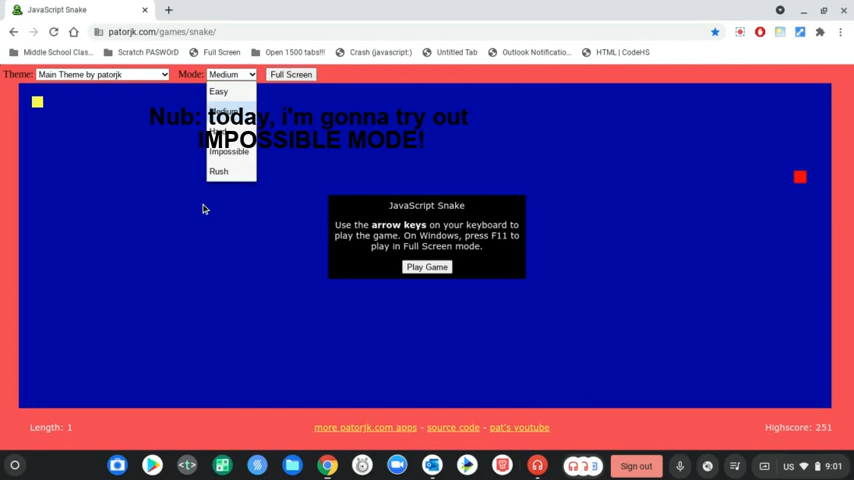 JavaScript Snake
patorjk.com/games/snake/
Middle School Clas... Scratch PASWOrD Full Screen Open 1500 tabs!!! Crash (javascript:) Untitled Tab Outlook Notificatio... HTML | CodeHS
Theme: Main Theme by patorjk Mode: Medium Full Screen
Easy
Medium
Hard
Impossible
Rush
Nub: today, i'm gonna try out
IMPOSSIBLE MODE!
JavaScript Snake
Use the arrow keys on your keyboard to
play the game. On Windows, press F11 to
play in Full Screen mode.
Play Game
Length: 1 more patorjk.com apps - source code - pat's youtube Highscore: 251
<t> Sign out US 9:01